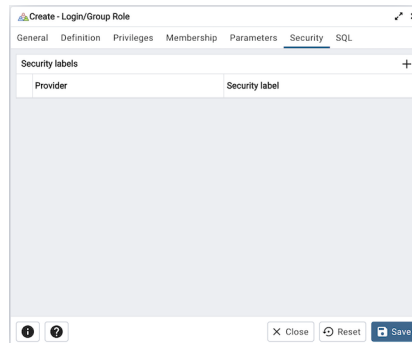 Create - Login/Group Role
General Definition Privileges Membership Parameters Security SQL
Security labels
Provider Security label
Close Reset Save